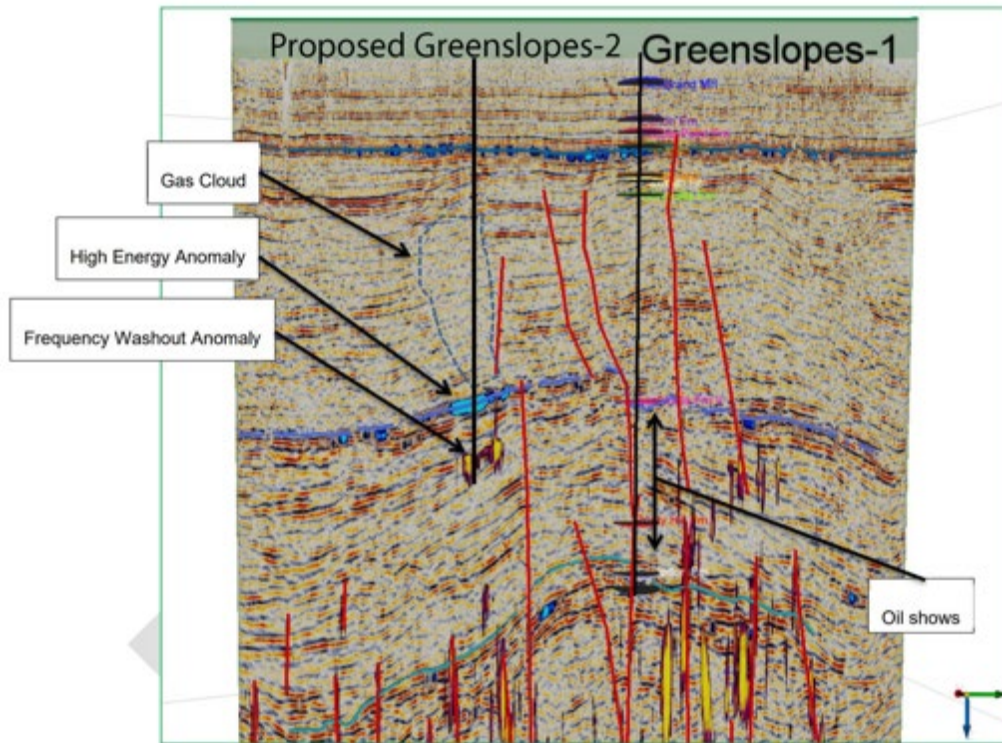 Proposed Greenslopes-2
Greenslopes-1
Gas Cloud
High Energy Anomaly
Frequency Washout Anomaly
Oil shows